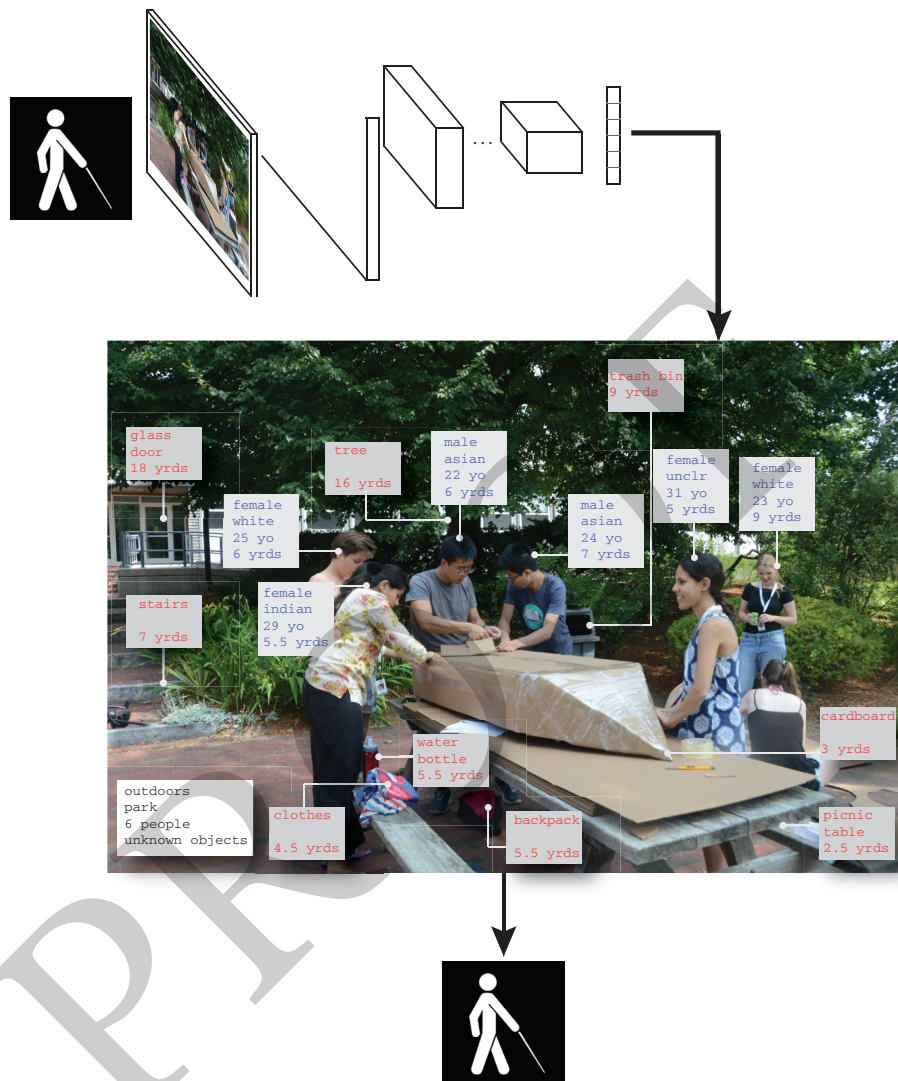 ...
trash bin
9 yrds
glass
door
18 yrds
tree
16 yrds
male
asian
22 yo
6 yrds
female
unclr
31 yo
5 yrds
female
white
23 yo
9 yrds
female
white
25 yo
6 yrds
male
asian
24 yo
7 yrds
female
indian
29 yo
5.5 yrds
stairs
7 yrds
cardboard
3 yrds
water
bottle
5.5 yrds
outdoors
park
6 people
unknown objects
clothes
4.5 yrds
backpack
5.5 yrds
picnic
table
2.5 yrds